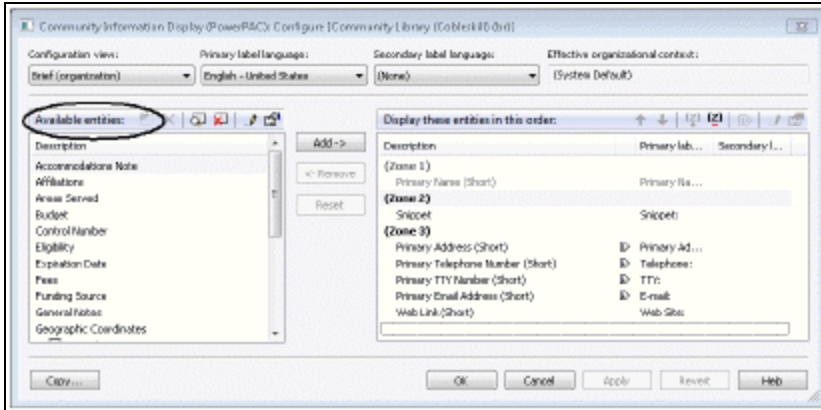 Community Information Display (PowerPAC): Configure [Community Library (Cobleskill) (br)]
Configuration view: Primary label language: Secondary label language: Effective organizational context:
Brief (organization) English - United States (None) (System Default)
Available entities: Display these entities in this order:
Description Add -> Description Primary lab... Secondary l...
Accommodations Note <- Remove (Zone 1)
Affiliations Primary Name (Short) Primary Na...
Areas Served Reset (Zone 2)
Budget Snippet Snippet:
Control Number (Zone 3)
Eligibility Primary Address (Short) Primary Ad...
Expiration Date Primary Telephone Number (Short) Telephone:
Fees Primary TTY Number (Short) TTY:
Funding Source Primary Email Address (Short) E-mail:
General Notes Web Link (Short) Web Site:
Geographic Coordinates
Copy... OK Cancel Apply Revert Help